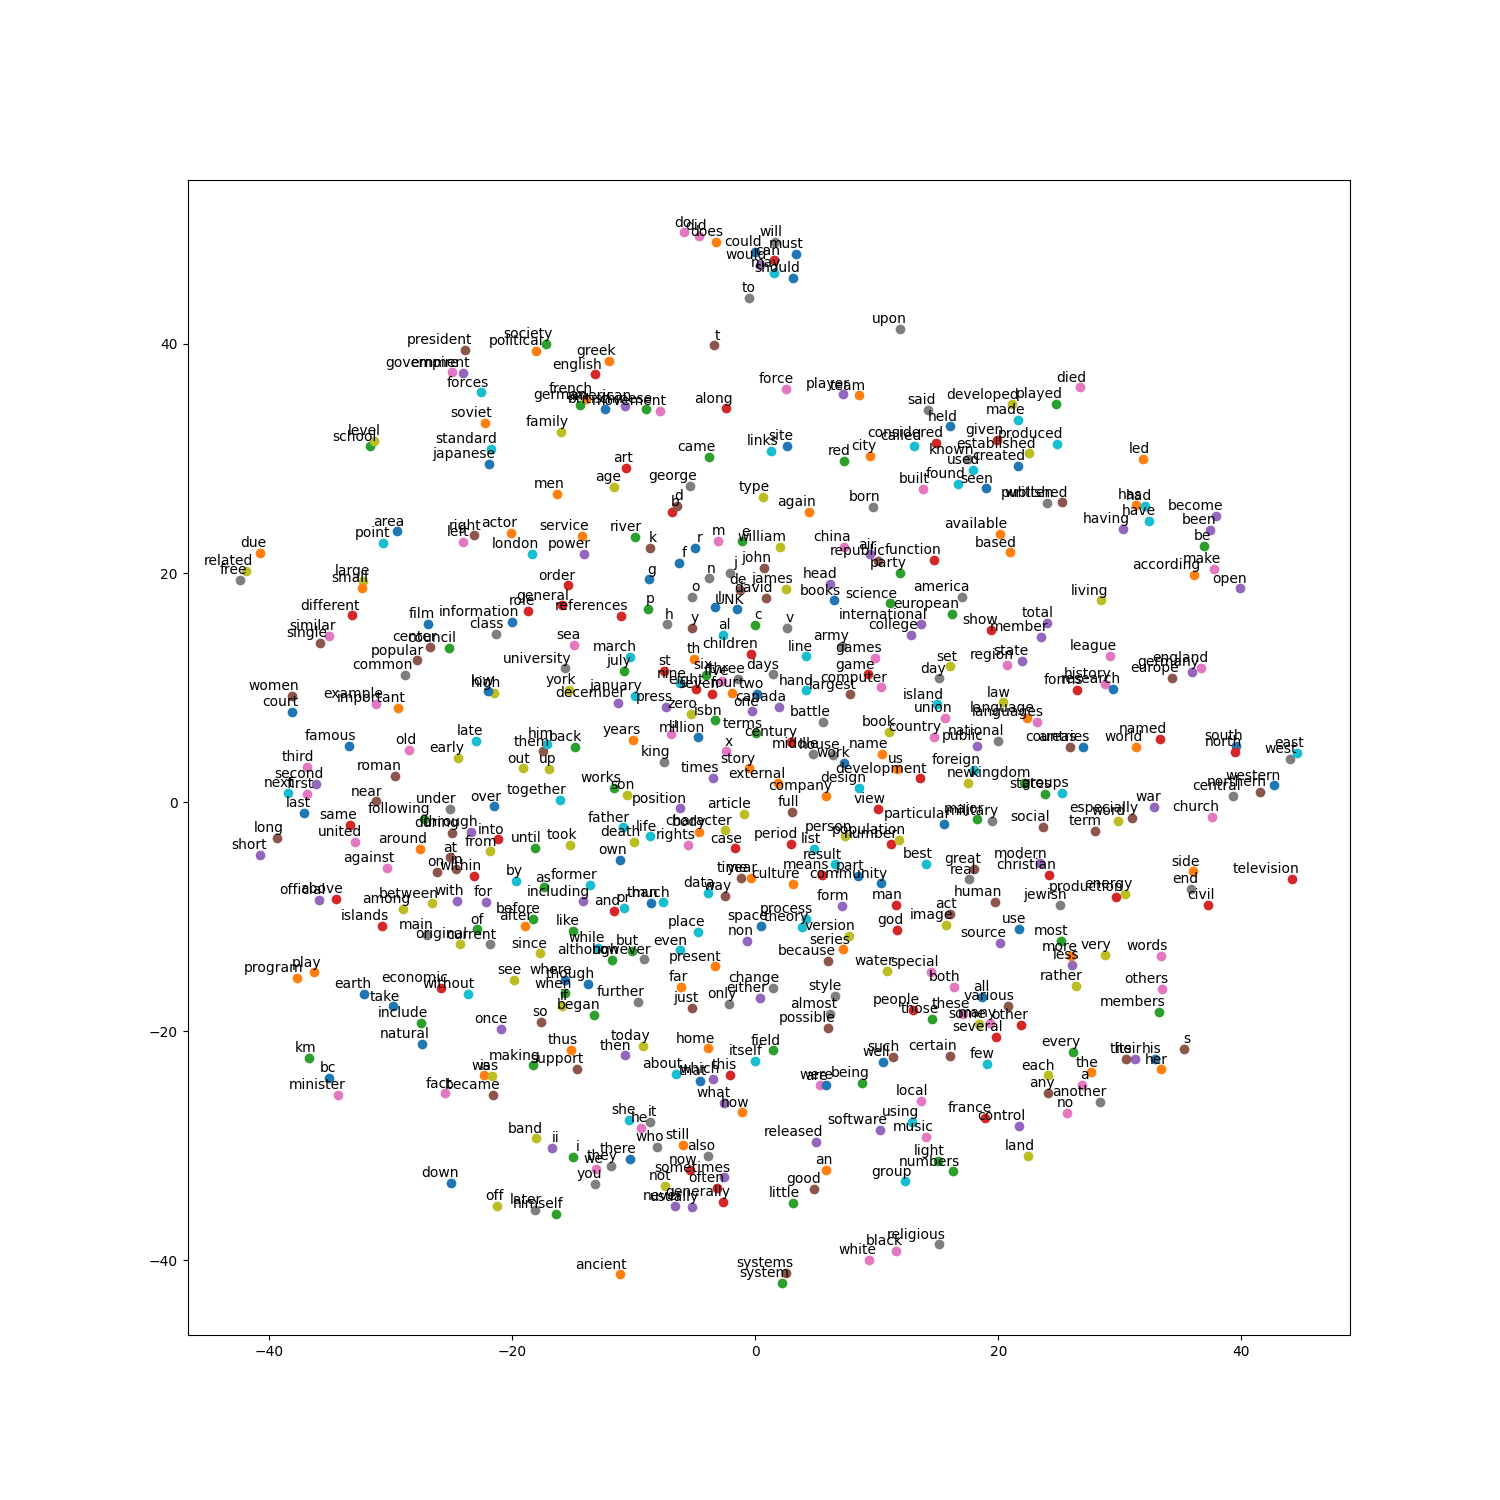 do
did
does
will
could
must
can
would
may
should
to
upon
t
society
president
political
greek
government
empire
english
forces
force
player
team
died
french
german
american
british
chinese
movement
along
developed
played
said
made
soviet
family
held
given
level
school
standard
japanese
came
links
site
considered
called
produced
established
red
city
known
created
led
used
art
george
age
men
type
found
seen
built
d
b
again
born
published
written
has
had
have
become
area
right
actor
service
river
k
m
e
william
china
available
having
been
point
left
london
power
r
republic
air
function
based
be
due
f
j
john
party
make
related
free
large
small
order
g
n
de
james
head
according
open
general
o
david
books
science
america
living
different
role
references
p
UNK
european
film
information
class
h
y
c
v
international
show
total
similar
single
center
council
sea
al
college
member
popular
march
children
army
line
league
common
university
july
st
th
games
region
state
england
six
three
days
game
set
germany
nine
five
day
europe
history
low
high
york
january
eight
seven
four
two
hand
computer
forms
research
women
example
december
press
one
canada
largest
island
law
court
important
zero
isbn
battle
union
language
languages
famous
late
him
years
million
terms
century
book
country
national
named
old
them
back
u
x
middle
house
name
public
countries
areas
world
south
north
east
early
king
story
work
us
west
third
roman
out
up
times
external
development
foreign
second
works
son
company
design
new
kingdom
western
next
first
near
together
position
states
groups
northern
last
following
under
over
article
full
view
central
same
during
through
father
character
particular
major
military
especially
war
church
long
united
into
life
body
person
population
social
word
around
from
until
took
death
rights
case
period
number
term
short
at
own
list
against
on
in
within
time
year
result
best
modern
means
part
great
christian
side
television
by
as
former
culture
community
real
official
above
with
for
including
than
much
data
way
production
energy
end
civil
among
between
and
pr
form
man
human
jewish
islands
before
act
main
of
after
like
place
space
process
theory
god
image
use
original
current
non
version
source
most
since
while
but
even
series
more
very
words
although
however
present
because
less
program
play
see
where
far
change
water
special
rather
others
earth
economic
without
when
though
either
both
all
take
if
further
only
style
various
members
include
so
began
just
almost
people
those
these
some
many
other
natural
once
possible
several
km
thus
then
today
home
field
every
making
support
itself
such
well
certain
few
their
its
his
s
bc
was
is
about
that
which
this
were
are
being
each
the
her
minister
fact
became
what
local
any
a
another
she
how
no
he
it
software
using
france
control
band
ii
who
still
released
music
i
there
also
land
we
they
now
light
down
you
sometimes
an
numbers
not
often
good
group
off
later
himself
never
usually
generally
little
religious
black
white
ancient
systems
system
40
20
0
−20
−40
−40
−20
0
20
40